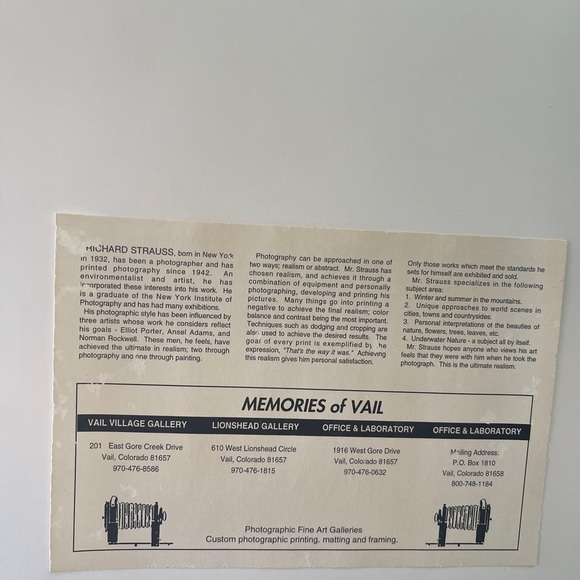 RICHARD STRAUSS, born in New York
in 1932, has been a photographer and has
printed photography since 1942. An
environmentalist and artist, he has
incorporated these interests into his work. He
is a graduate of the New York Institute of
Photography and has had many exhibitions.
His photographic style has been influenced by
three artists whose work he considers reflect
his goals - Elliot Porter, Ansel Adams, and
Norman Rockwell. These men, he feels, have
achieved the ultimate in realism; two through
photography and one through painting.
Photography can be approached in one of
two ways; realism or abstract. Mr. Strauss has
chosen realism, and achieves it through a
combination of equipment and personally
photographing, developing and printing his
pictures. Many things go into printing a
negative to achieve the final realism; color
balance and contrast being the most important.
Techniques such as dodging and cropping are
also used to achieve the desired results. The
goal of every print is exemplified by he
expression, "That's the way it was." Achieving
this realism gives him personal satisfaction.
Only those works which meet the standards he
sets for himself are exhibited and sold.
Mr. Strauss specializes in the following
subject area:
1. Winter and summer in the mountains.
2. Unique approaches to world scenes in
cities, towns and countrysides.
3. Personal interpretations of the beauties of
nature, flowers, trees, leaves, etc.
4. Underwater Nature - a subject all by itself.
Mr. Strauss hopes anyone who views his art
feels that they were with him when he took the
photograph. This is the ultimate realism.
MEMORIES of VAIL
VAIL VILLAGE GALLERY LIONSHEAD GALLERY OFFICE & LABORATORY OFFICE & LABORATORY
201 East Gore Creek Drive
Vail, Colorado 81657
970-476-8586
610 West Lionshead Circle
Vail, Colorado 81657
970-476-1815
1916 West Gore Drive
Vail, Colorado 81657
970-476-0632
Mailing Address:
P.O. Box 1810
Vail, Colorado 81658
800-748-1184
Photographic Fine Art Galleries
Custom photographic printing, matting and framing.